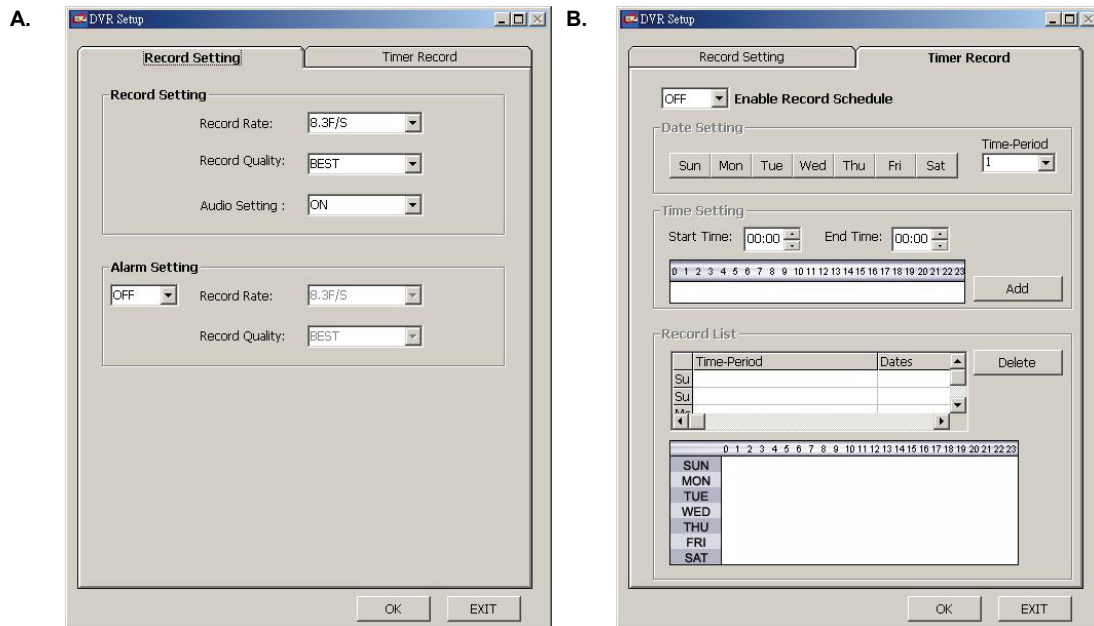 A.
DVR Setup
Record Setting
Timer Record
Record Setting
Record Rate:
8.3F/S
Record Quality:
BEST
Audio Setting :
ON
Alarm Setting
OFF
Record Rate:
8.3F/S
Record Quality:
BEST
OK
EXIT
B.
DVR Setup
Record Setting
Timer Record
OFF
Enable Record Schedule
Date Setting
Sun Mon Tue Wed Thu Fri Sat
Time-Period
1
Time Setting
Start Time: 00:00
End Time: 00:00
0 1 2 3 4 5 6 7 8 9 10 11 12 13 14 15 16 17 18 19 20 21 22 23
Add
Record List
Time-Period
Dates
Su
Su
Delete
0 1 2 3 4 5 6 7 8 9 10 11 12 13 14 15 16 17 18 19 20 21 22 23
SUN
MON
TUE
WED
THU
FRI
SAT
OK
EXIT